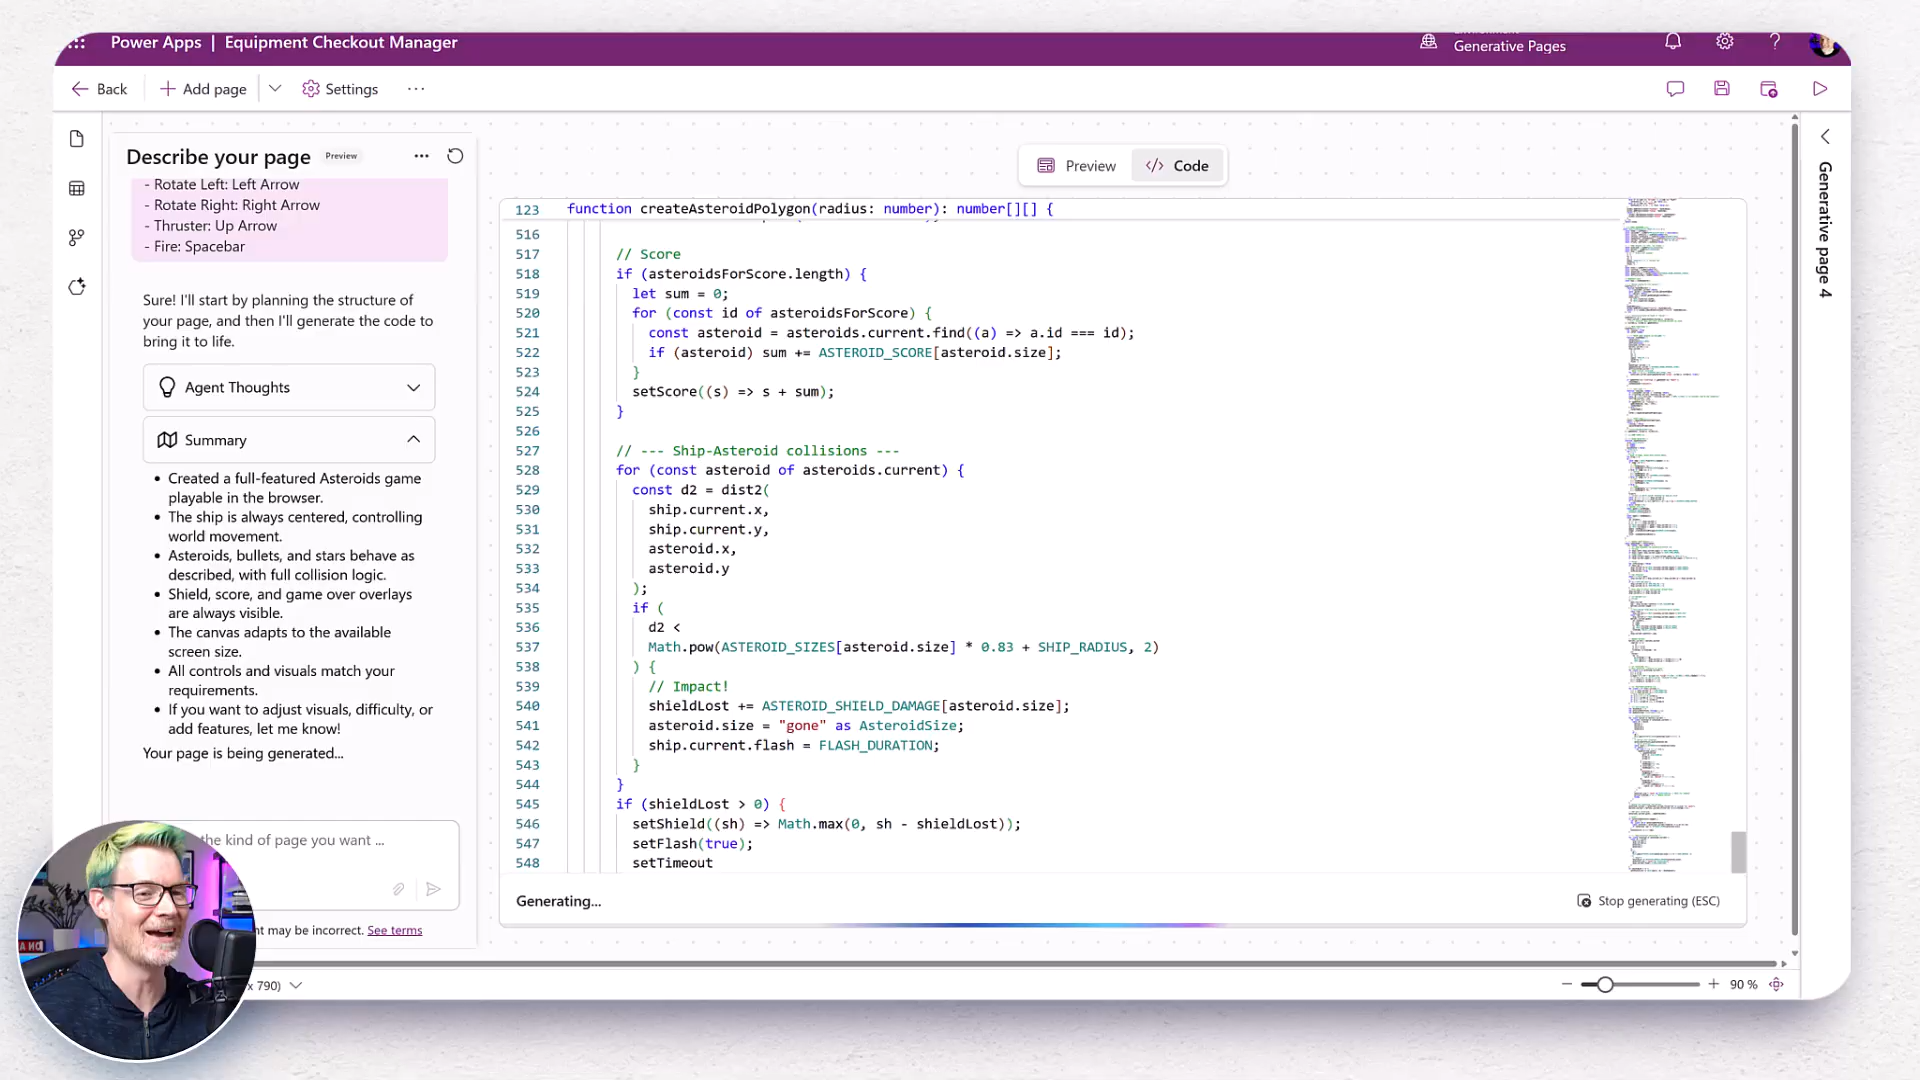 Power Apps | Equipment Checkout Manager
Generative Pages
Back
Add page
Settings
Describe your page
Preview
- Rotate Left: Left Arrow
- Rotate Right: Right Arrow
- Thruster: Up Arrow
- Fire: Spacebar
Sure! I'll start by planning the structure of
your page, and then I'll generate the code to
bring it to life.
Agent Thoughts
Summary
• Created a full-featured Asteroids game
playable in the browser.
• The ship is always centered, controlling
world movement.
• Asteroids, bullets, and stars behave as
described, with full collision logic.
• Shield, score, and game over overlays
are always visible.
• The canvas adapts to the available
screen size.
• All controls and visuals match your
requirements.
• If you want to adjust visuals, difficulty, or
add features, let me know!
Your page is being generated...
the kind of page you want ...
may be incorrect. See terms
x 790)
Preview
Code
123 function createAsteroidPolygon(radius: number): number[][] {
516
517 // Score
518 if (asteroidsForScore.length) {
519 let sum = 0;
520 for (const id of asteroidsForScore) {
521 const asteroid = asteroids.current.find((a) => a.id === id);
522 if (asteroid) sum += ASTEROID_SCORE[asteroid.size];
523 }
524 setScore((s) => s + sum);
525 }
526
527 // --- Ship-Asteroid collisions ---
528 for (const asteroid of asteroids.current) {
529 const d2 = dist2(
530 ship.current.x,
531 ship.current.y,
532 asteroid.x,
533 asteroid.y
534 );
535 if (
536 d2 <
537 Math.pow(ASTEROID_SIZES[asteroid.size] * 0.83 + SHIP_RADIUS, 2)
538 ) {
539 // Impact!
540 shieldLost += ASTEROID_SHIELD_DAMAGE[asteroid.size];
541 asteroid.size = "gone" as AsteroidSize;
542 ship.current.flash = FLASH_DURATION;
543 }
544 }
545 if (shieldLost > 0) {
546 setShield((sh) => Math.max(0, sh - shieldLost));
547 setFlash(true);
548 setTimeout
Generating...
Stop generating (ESC)
90 %
Generative page 4